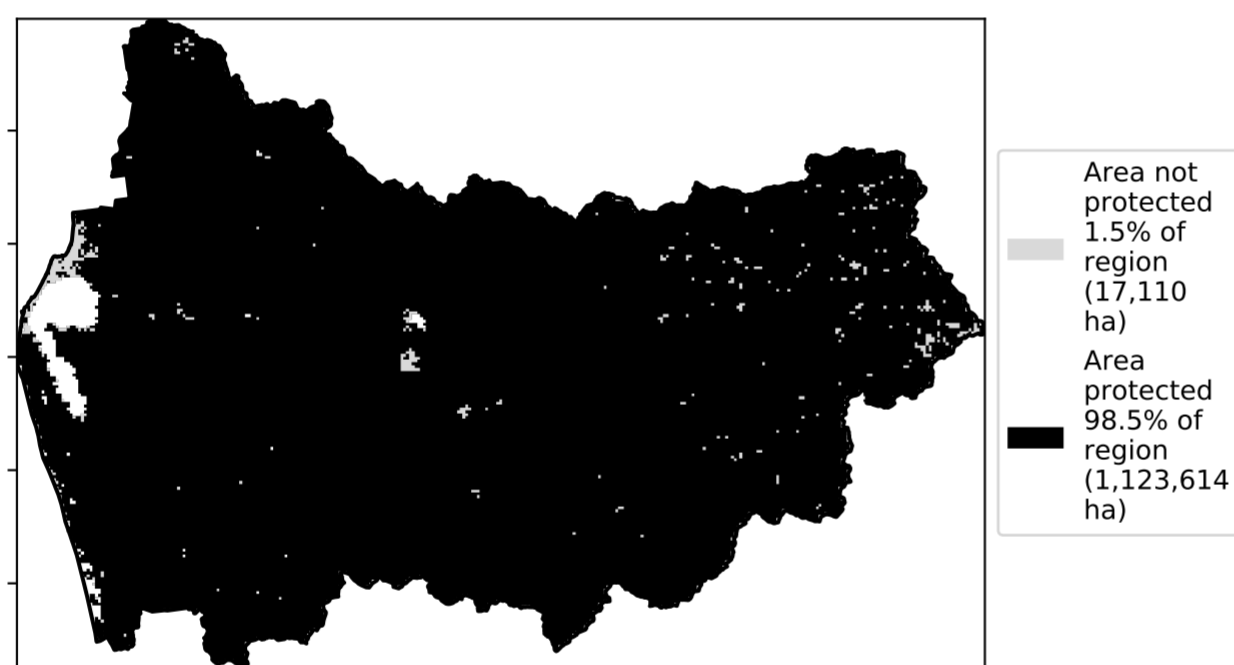 Area not
protected
1.5% of
region
(17,110
ha)
Area
protected
98.5% of
region
(1,123,614
ha)